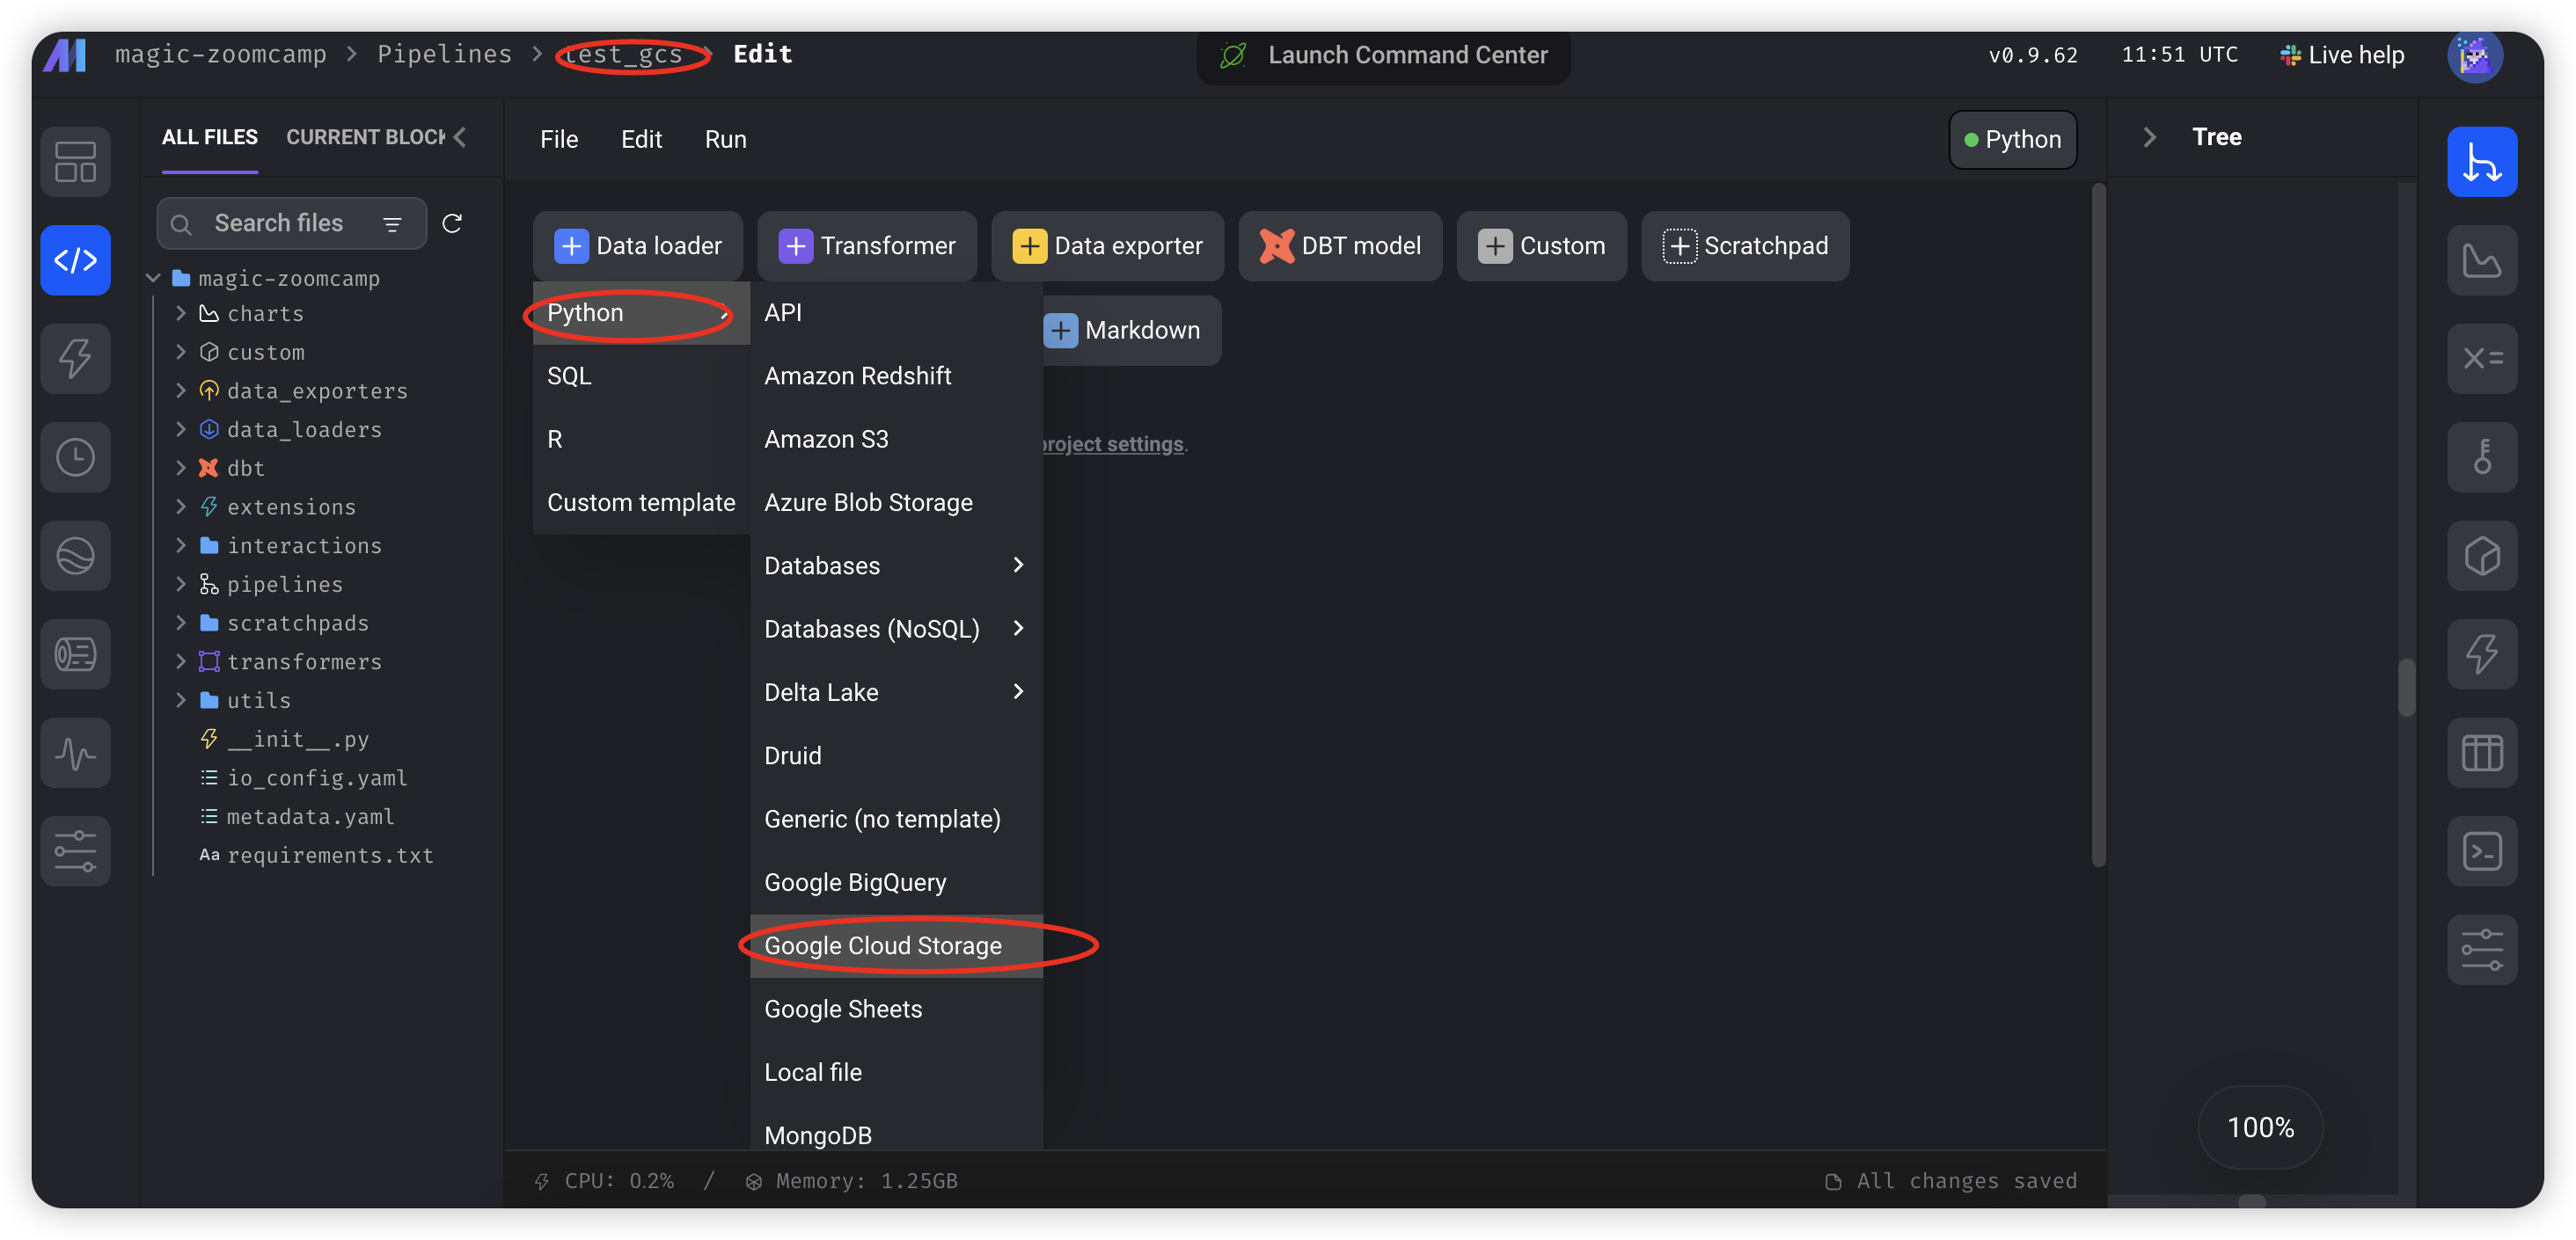 magic-zoomcamp > Pipelines > test_gcs > Edit
Launch Command Center
v0.9.62
11:51 UTC
Live help
ALL FILES
CURRENT BLOCK
Search files
magic-zoomcamp
charts
custom
data_exporters
data_loaders
dbt
extensions
interactions
pipelines
scratchpads
transformers
utils
__init__.py
io_config.yaml
metadata.yaml
Aa requirements.txt
File
Edit
Run
Python
Data loader
Transformer
Data exporter
DBT model
Custom
Scratchpad
Markdown
Python
SQL
R
Custom template
API
Amazon Redshift
Amazon S3
Azure Blob Storage
Databases
Databases (NoSQL)
Delta Lake
Druid
Generic (no template)
Google BigQuery
Google Cloud Storage
Google Sheets
Local file
MongoDB
project settings.
CPU: 0.2% / Memory: 1.25GB
All changes saved
Tree
100%